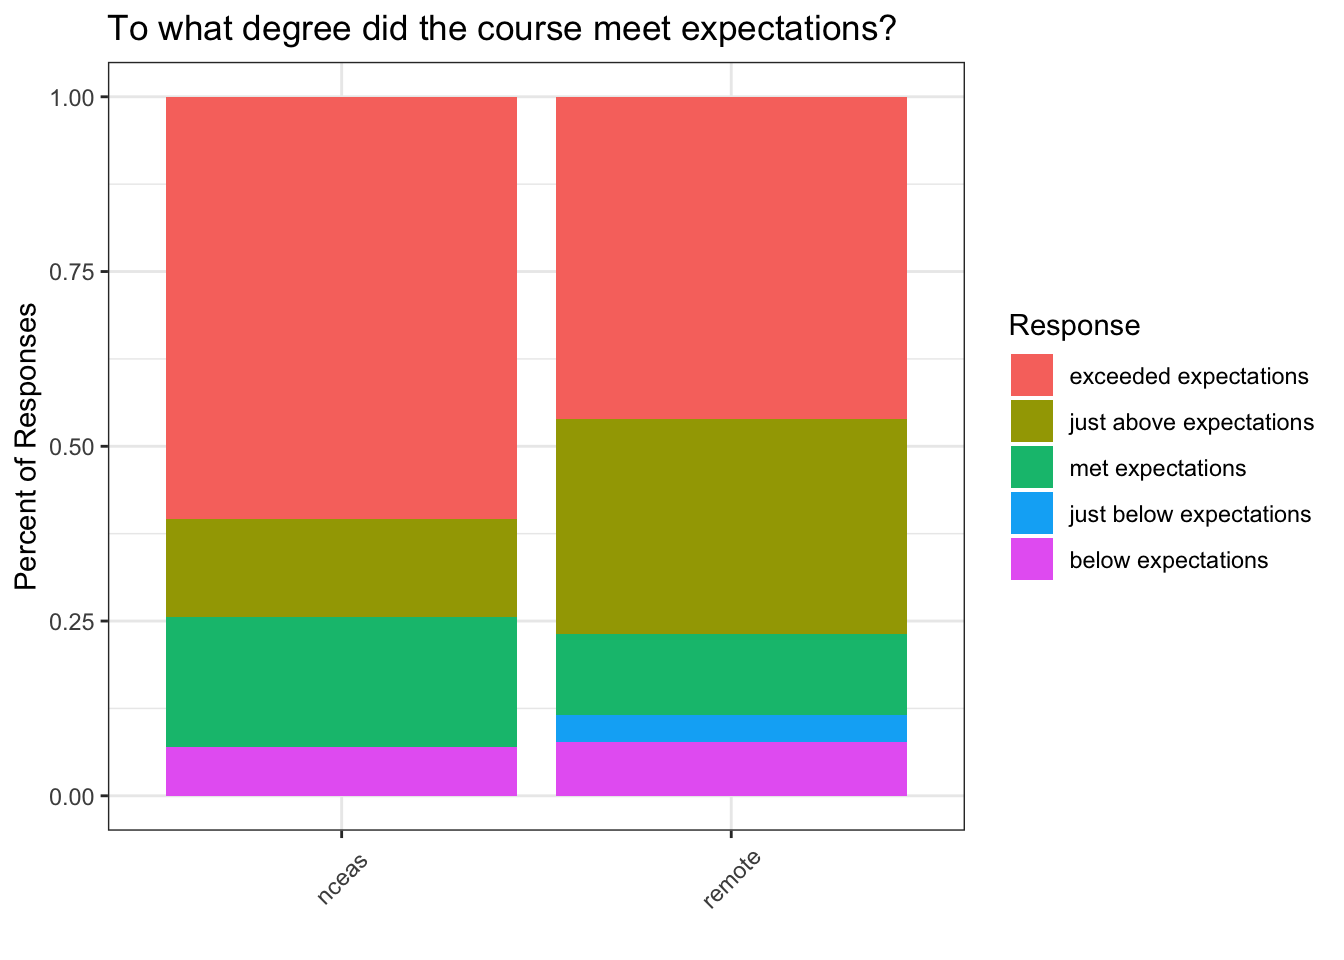 To what degree did the course meet expectations?
Percent of Responses
1.00
0.75
0.50
0.25
0.00
nceas
remote
Response
exceeded expectations
just above expectations
met expectations
just below expectations
below expectations